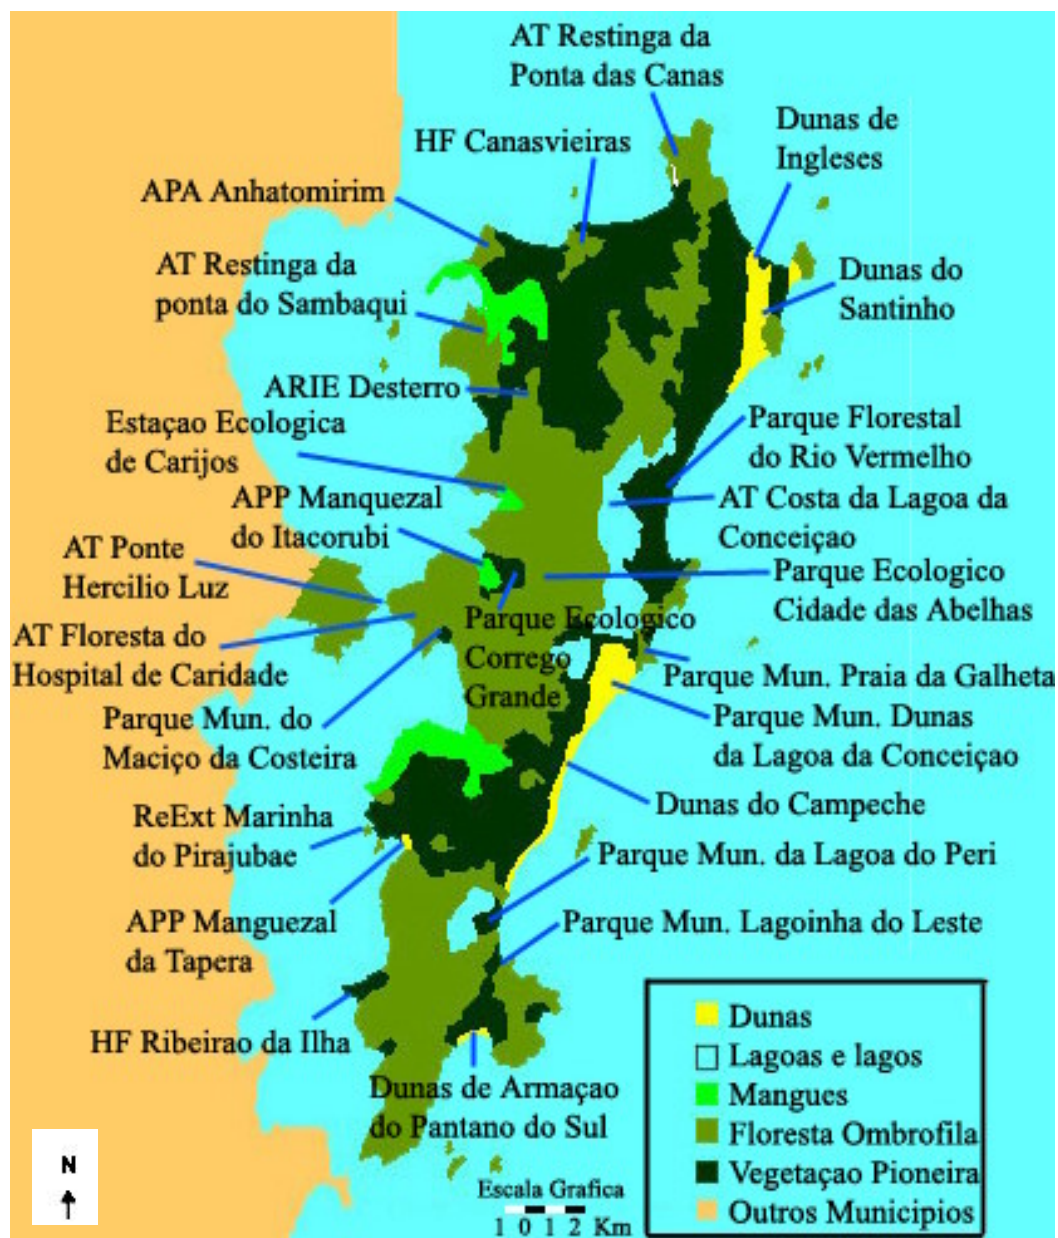 AT Restinga da
Ponta das Canas
Dunas de
Ingleses
HF Canasvieiras
APA Anhatomirim
AT Restinga da
ponta do Sambaqui
Dunas do
Santinho
ARIE Desterro
Estaçao Ecologica
de Carijos
Parque Florestal
do Rio Vermelho
APP Manquezal
do Itacorubi
AT Costa da Lagoa da
Conceiçao
AT Ponte
Hercilio Luz
Parque Ecologico
Cidade das Abelhas
Parque Ecologico
Corrego
Grande
AT Floresta do
Hospital de Caridade
Parque Mun. Praia da Galheta
Parque Mun. do
Maciço da Costeira
Parque Mun. Dunas
da Lagoa da Conceiçao
Dunas do Campeche
ReExt Marinha
do Pirajubae
Parque Mun. da Lagoa do Peri
APP Manguezal
da Tapera
Parque Mun. Lagoinha do Leste
HF Ribeirao da Ilha
Dunas de Armaçao
do Pantano do Sul
Dunas
Lagoas e lagos
Mangues
Floresta Ombrofila
Vegetaçao Pioneira
Outros Municipios
N
Escala Grafica
1 0 1 2 Km